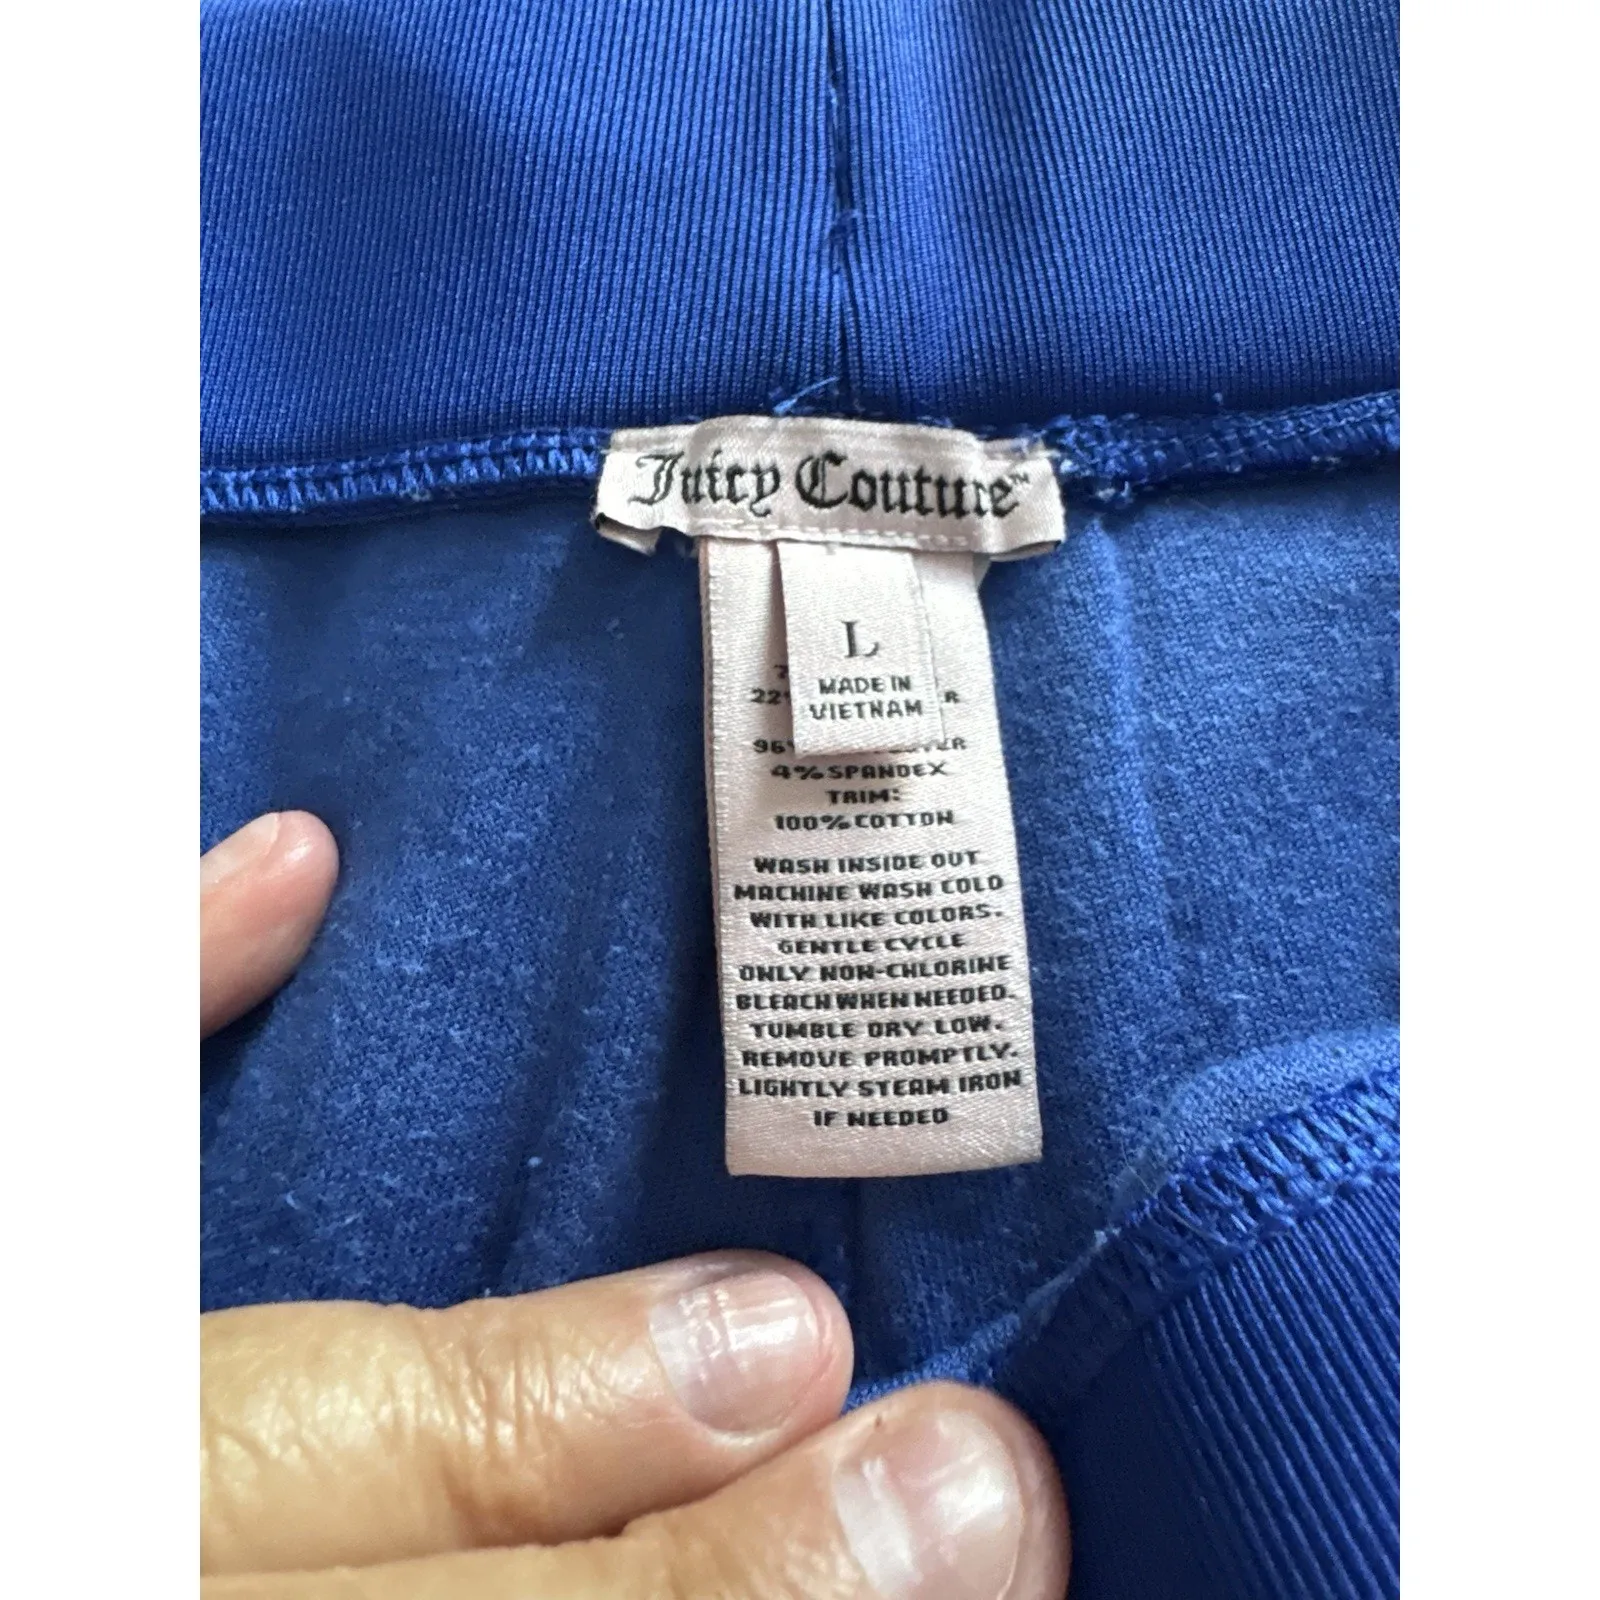 Juicy Couture™
L
MADE IN
VIETNAM
4% SPANDEX
TRIM:
100% COTTON
WASH INSIDE OUT
MACHINE WASH COLD
WITH LIKE COLORS.
GENTLE CYCLE
ONLY NON-CHLORINE
BLEACH WHEN NEEDED.
TUMBLE DRY LOW.
REMOVE PROMPTLY.
LIGHTLY STEAM IRON
IF NEEDED